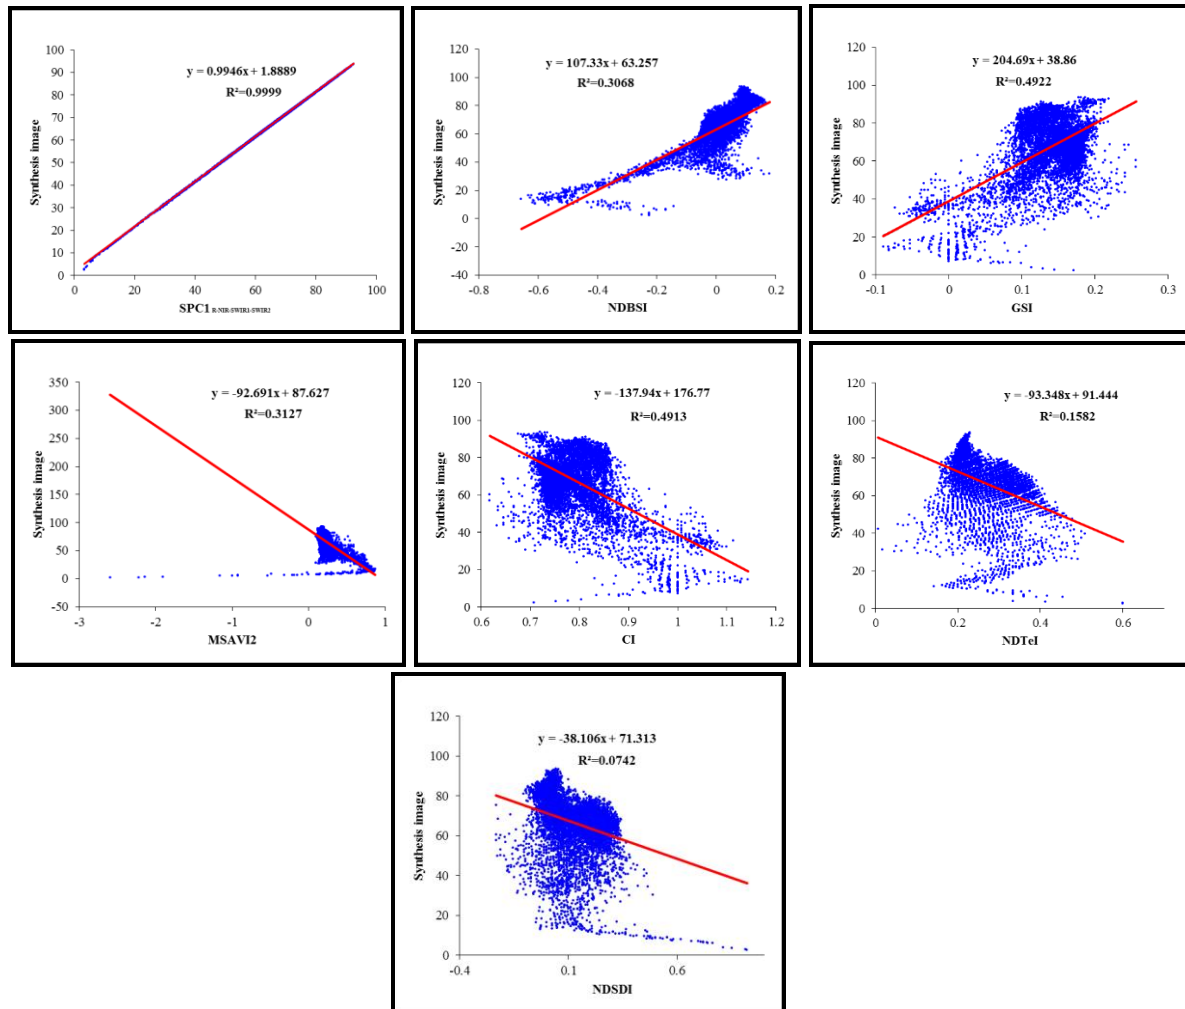 y = 0.9946x + 1.8889
R²=0.9999
100
90
80
70
60
50
40
30
20
10
0
Synthesis image
0 20 40 60 80 100
SPC1 R-NIR-SWIR1-SWIR2
y = 107.33x + 63.257
R²=0.3068
120
100
80
60
40
20
0
-20
-40
Synthesis image
-0.8 -0.6 -0.4 -0.2 0 0.2
NDBSI
y = 204.69x + 38.86
R²=0.4922
120
100
80
60
40
20
0
Synthesis image
-0.1 0 0.1 0.2 0.3
GSI
y = -92.691x + 87.627
R²=0.3127
350
300
250
200
150
100
50
0
-50
Synthesis image
-3 -2 -1 0 1
MSAVI2
y = -137.94x + 176.77
R²=0.4913
120
100
80
60
40
20
0
Synthesis image
0.6 0.7 0.8 0.9 1 1.1 1.2
CI
y = -93.348x + 91.444
R²=0.1582
120
100
80
60
40
20
0
Synthesis image
0 0.2 0.4 0.6
NDTeI
y = -38.106x + 71.313
R²=0.0742
120
100
80
60
40
20
0
Synthesis image
-0.4 0.1 0.6
NDSDI